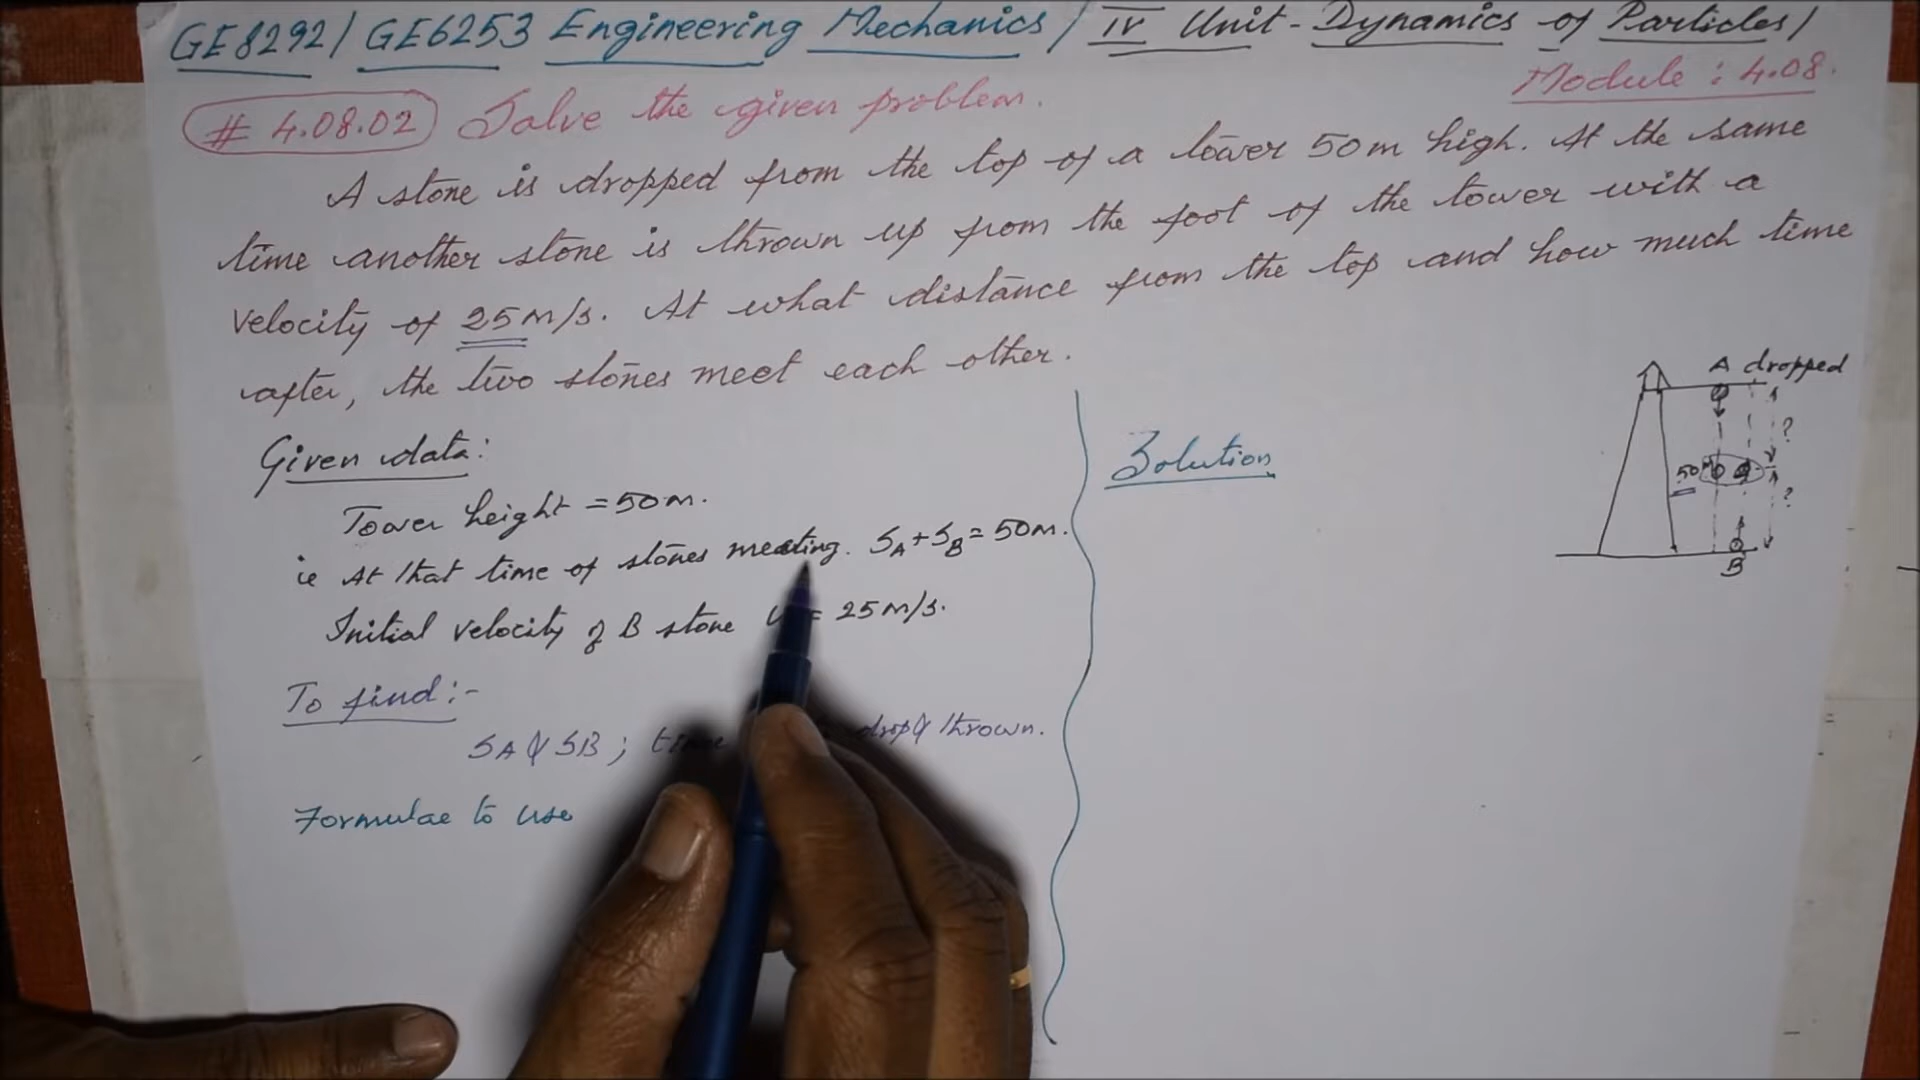 GE8292/ GE6253 Engineering Mechanics / IV Unit - Dynamics of Particles/
Module : 4.08.
# 4.08.02 Solve the given problem.
A stone is dropped from the top of a tower 50m high. At the same
time another stone is thrown up from the foot of the tower with a
velocity of 25m/s. At what distance from the top and how much time
after, the two stones meet each other.
Given data:
Tower height = 50m.
ie At that time of stones meeting. SA + SB = 50m.
Initial velocity of B stone = 25m/s.
To find:-
SA & SB ; time drop & thrown.
Formulae to use
Solution
A dropped
?
50m
?
B